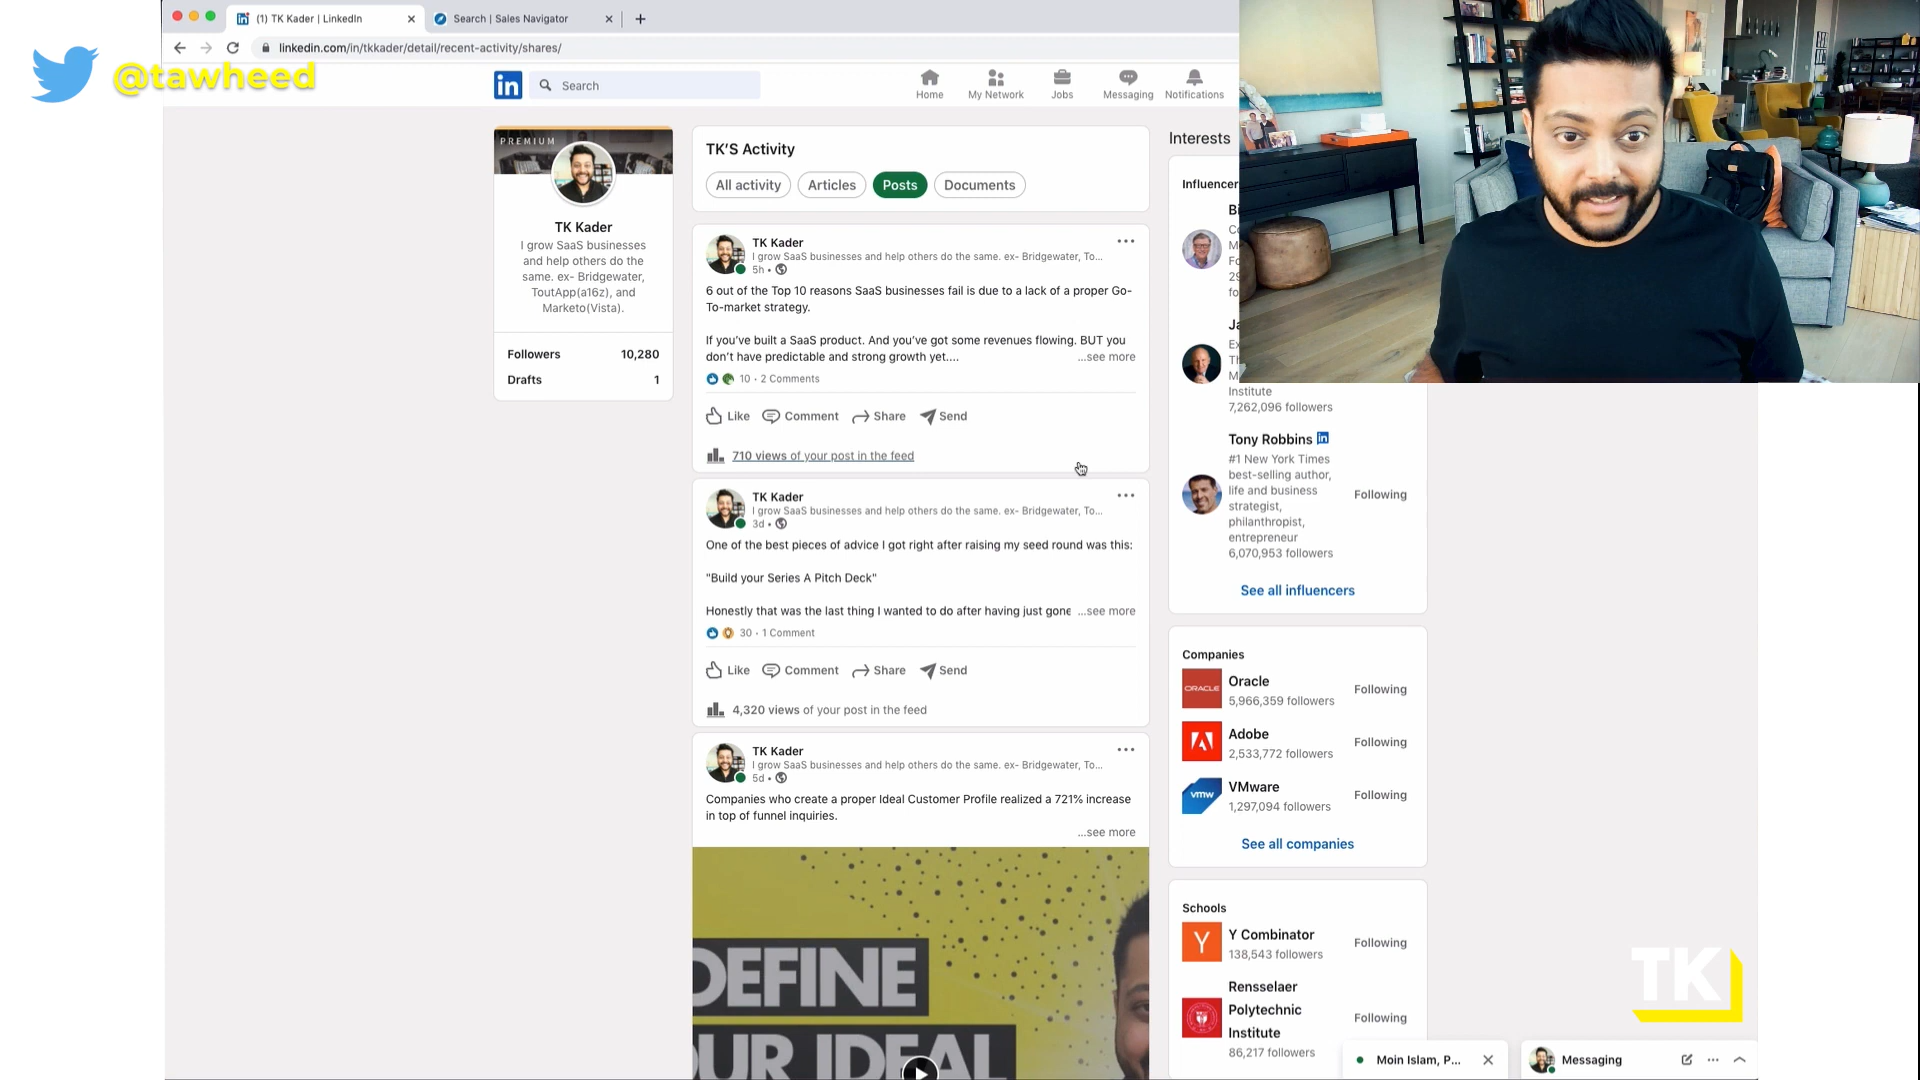 (1) TK Kader | LinkedIn
Search | Sales Navigator
linkedin.com/in/tkkader/detail/recent-activity/shares/
@tawheed
in
Search
Home
My Network
Jobs
Messaging
Notifications
PREMIUM
TK Kader
I grow SaaS businesses
and help others do the
same. ex- Bridgewater,
ToutApp(a16z), and
Marketo(Vista).
Followers 10,280
Drafts 1
TK'S Activity
All activity
Articles
Posts
Documents
TK Kader
I grow SaaS businesses and help others do the same. ex- Bridgewater, To...
5h •
6 out of the Top 10 reasons SaaS businesses fail is due to a lack of a proper Go-
To-market strategy.
If you've built a SaaS product. And you've got some revenues flowing. BUT you
don't have predictable and strong growth yet.... ...see more
10 · 2 Comments
Like Comment Share Send
710 views of your post in the feed
TK Kader
I grow SaaS businesses and help others do the same. ex- Bridgewater, To...
3d •
One of the best pieces of advice I got right after raising my seed round was this:
"Build your Series A Pitch Deck"
Honestly that was the last thing I wanted to do after having just gone ...see more
30 · 1 Comment
Like Comment Share Send
4,320 views of your post in the feed
TK Kader
I grow SaaS businesses and help others do the same. ex- Bridgewater, To...
5d •
Companies who create a proper Ideal Customer Profile realized a 721% increase
in top of funnel inquiries.
...see more
DEFINE
OUR IDEAL
Interests
Influencer
Bi
Co
M
Fo
29
fo
Ja
Ex
Th
M
Institute
7,262,096 followers
Tony Robbins in
#1 New York Times
best-selling author,
life and business
strategist,
philanthropist,
entrepreneur
6,070,953 followers
Following
See all influencers
Companies
ORACLE
Oracle
5,966,359 followers
Following
Adobe
2,533,772 followers
Following
vmw
VMware
1,297,094 followers
Following
See all companies
Schools
Y
Y Combinator
138,543 followers
Following
Rensselaer
Polytechnic
Institute
86,217 followers
Following
TK
Moin Islam, P...
Messaging